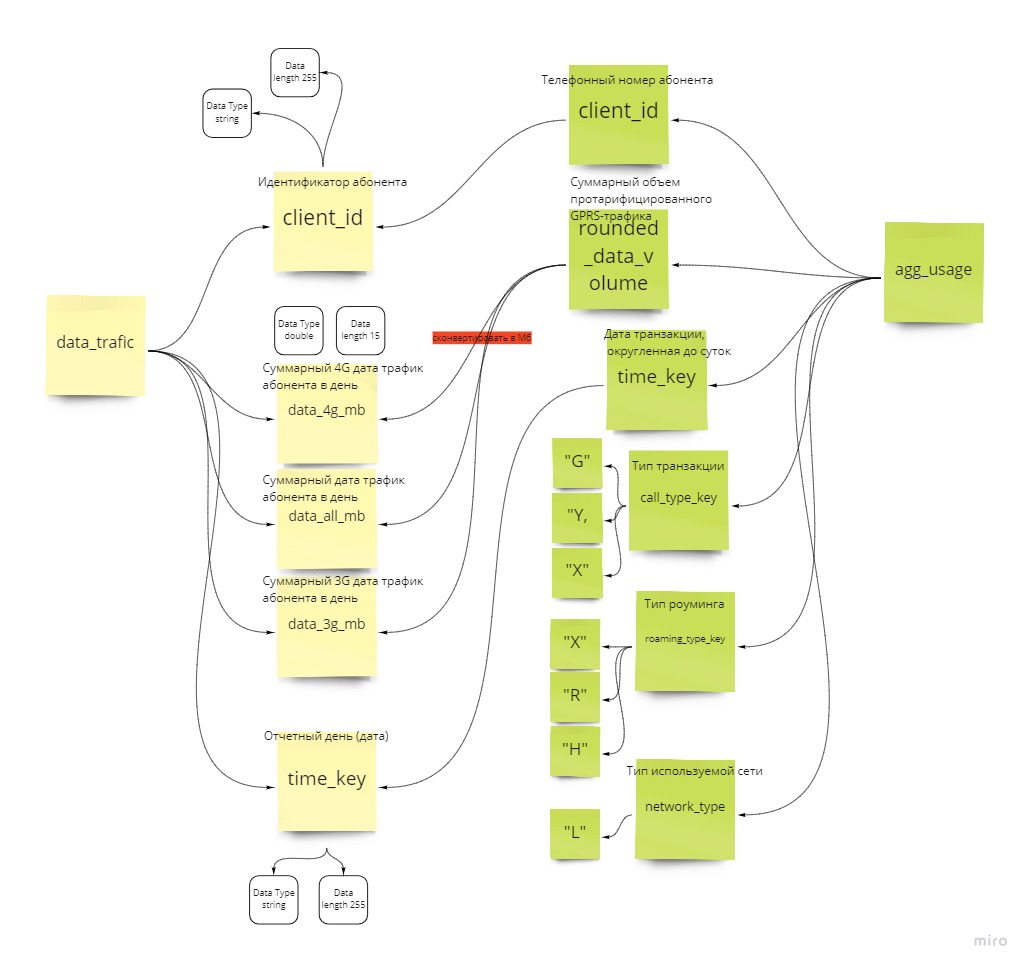 Data
length 255
Data Type
string
Идентификатор абонента
client_id
data_trafic
Data Type
double
Data
length 15
Суммарный 4G дата трафик
абонента в день
data_4g_mb
Суммарный дата трафик
абонента в день
data_all_mb
Суммарный 3G дата трафик
абонента в день
data_3g_mb
Отчетный день (дата)
time_key
Data Type
string
Data
length 255
сконвертировать в Мб
Телефонный номер абонента
client_id
Суммарный объем
протарифицированного
GPRS-трафика
rounded
_data_v
olume
Дата транзакции,
округленная до суток
time_key
"G"
"Y,
"X"
Тип транзакции
call_type_key
"X"
"R"
"H"
Тип роуминга
roaming_type_key
Тип используемой сети
network_type
"L"
agg_usage
miro